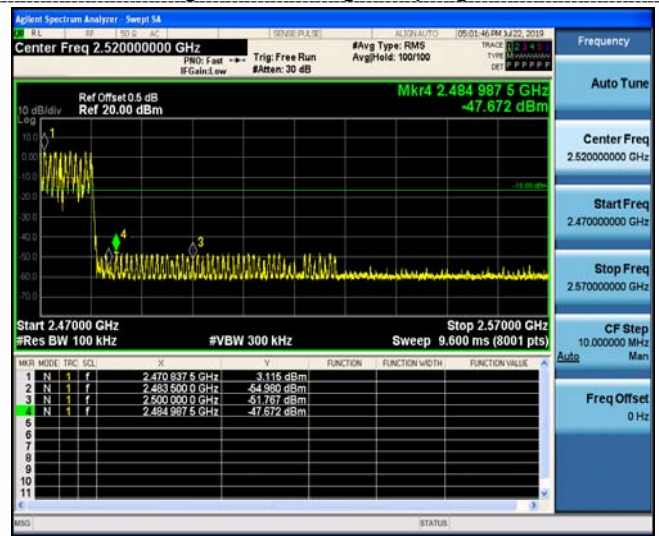 Agilent Spectrum Analyzer - Swept SA
RL RF 50 Ω AC SENSE:PULSE ALIGNAUTO 05:01:46 PM Jul 22, 2019
Center Freq 2.520000000 GHz
PNO: Fast Trig: Free Run
IFGain:Low #Atten: 30 dB
#Avg Type: RMS
Avg|Hold: 100/100
TRACE 1 2 3 4 5 6
TYPE
DET P P P P P P
Frequency
Mkr4 2.484 987 5 GHz
-47.672 dBm
Ref Offset 0.5 dB
10 dB/div Ref 20.00 dBm
Log
10.0
0.00
-10.0
-20.0
-30.0
-40.0
-50.0
-60.0
-70.0
1
4
3
Start 2.47000 GHz
Stop 2.57000 GHz
#Res BW 100 kHz #VBW 300 kHz Sweep 9.600 ms (8001 pts)
MKR MODE TRC SCL X Y FUNCTION FUNCTION WIDTH FUNCTION VALUE
1 N 1 f 2.470 837 5 GHz 3.115 dBm
2 N 1 f 2.483 500 0 GHz -54.980 dBm
3 N 1 f 2.500 000 0 GHz -51.767 dBm
4 N 1 f 2.484 987 5 GHz -47.672 dBm
5
6
7
8
9
10
11
MSG STATUS
Auto Tune
Center Freq
2.520000000 GHz
Start Freq
2.470000000 GHz
Stop Freq
2.570000000 GHz
CF Step
10.000000 MHz
Auto Man
Freq Offset
0 Hz